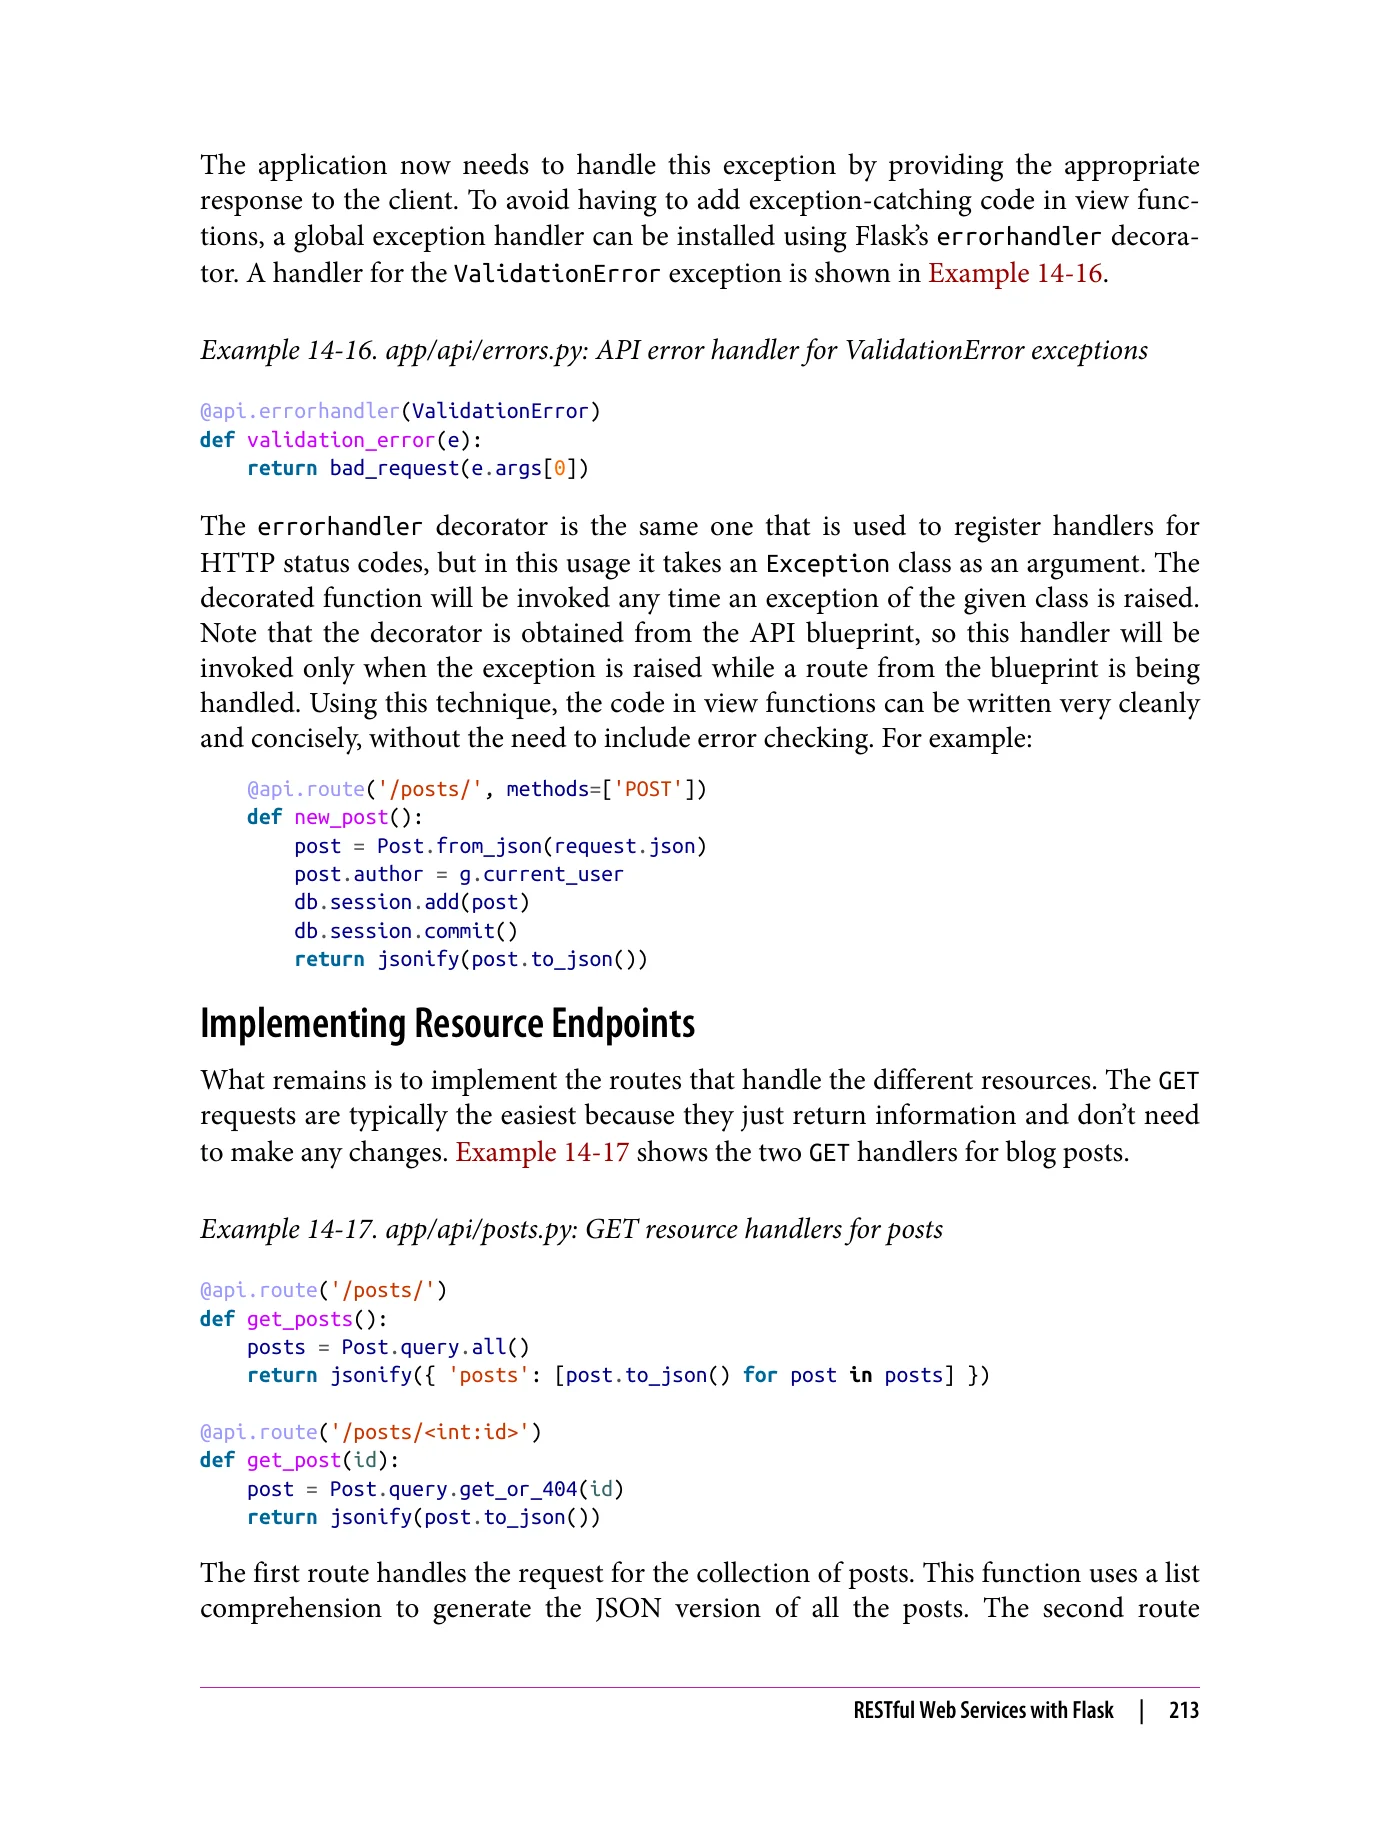 The application now needs to handle this exception by providing the appropriate
response to the client. To avoid having to add exception-catching code in view func-
tions, a global exception handler can be installed using Flask’s errorhandler decora-
tor. A handler for the ValidationError exception is shown in Example 14-16.
Example 14-16. app/api/errors.py: API error handler for ValidationError exceptions
@api.errorhandler(ValidationError)
def validation_error(e):
    return bad_request(e.args[0])
The errorhandler decorator is the same one that is used to register handlers for
HTTP status codes, but in this usage it takes an Exception class as an argument. The
decorated function will be invoked any time an exception of the given class is raised.
Note that the decorator is obtained from the API blueprint, so this handler will be
invoked only when the exception is raised while a route from the blueprint is being
handled. Using this technique, the code in view functions can be written very cleanly
and concisely, without the need to include error checking. For example:
    @api.route('/posts/', methods=['POST'])
    def new_post():
        post = Post.from_json(request.json)
        post.author = g.current_user
        db.session.add(post)
        db.session.commit()
        return jsonify(post.to_json())
Implementing Resource Endpoints
What remains is to implement the routes that handle the different resources. The GET
requests are typically the easiest because they just return information and don’t need
to make any changes. Example 14-17 shows the two GET handlers for blog posts.
Example 14-17. app/api/posts.py: GET resource handlers for posts
@api.route('/posts/')
def get_posts():
    posts = Post.query.all()
    return jsonify({ 'posts': [post.to_json() for post in posts] })
@api.route('/posts/<int:id>')
def get_post(id):
    post = Post.query.get_or_404(id)
    return jsonify(post.to_json())
The first route handles the request for the collection of posts. This function uses a list
comprehension to generate the JSON version of all the posts. The second route
RESTful Web Services with Flask | 213